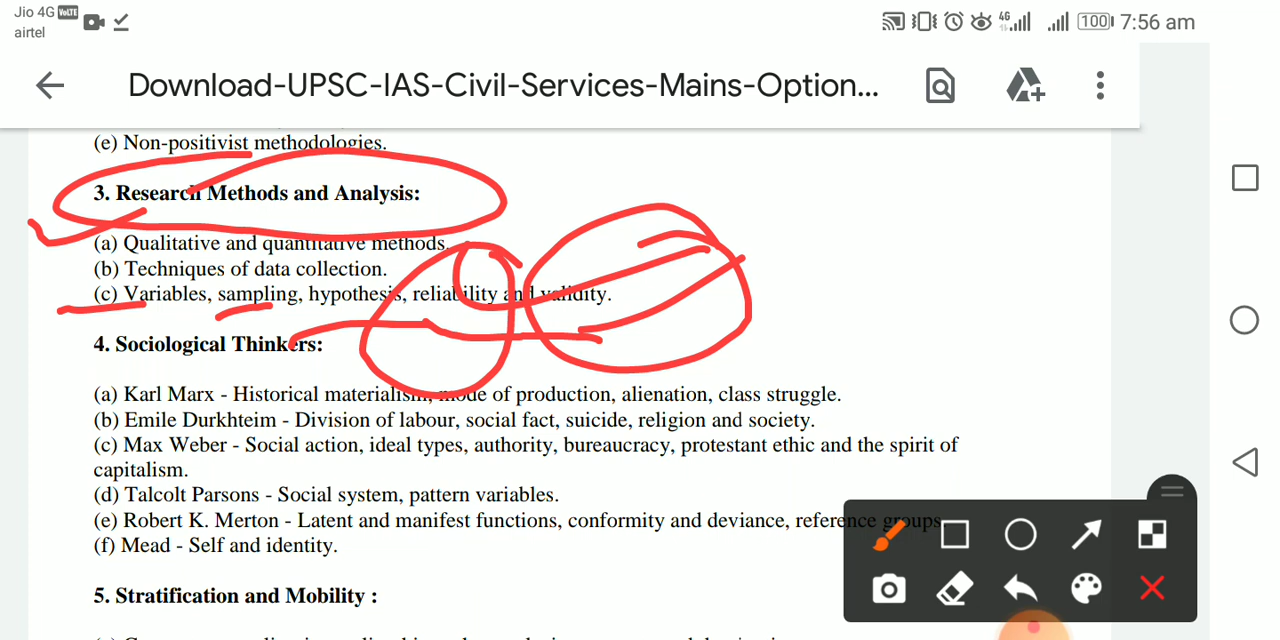 Jio 4G VoLTE
airtel
4G
100
7:56 am
Download-UPSC-IAS-Civil-Services-Mains-Option...
(e) Non-positivist methodologies.
3. Research Methods and Analysis:
(a) Qualitative and quantitative methods.
(b) Techniques of data collection.
(c) Variables, sampling, hypothesis, reliability and validity.
4. Sociological Thinkers:
(a) Karl Marx - Historical materialism, mode of production, alienation, class struggle.
(b) Emile Durkhteim - Division of labour, social fact, suicide, religion and society.
(c) Max Weber - Social action, ideal types, authority, bureaucracy, protestant ethic and the spirit of
capitalism.
(d) Talcolt Parsons - Social system, pattern variables.
(e) Robert K. Merton - Latent and manifest functions, conformity and deviance, reference groups.
(f) Mead - Self and identity.
5. Stratification and Mobility :